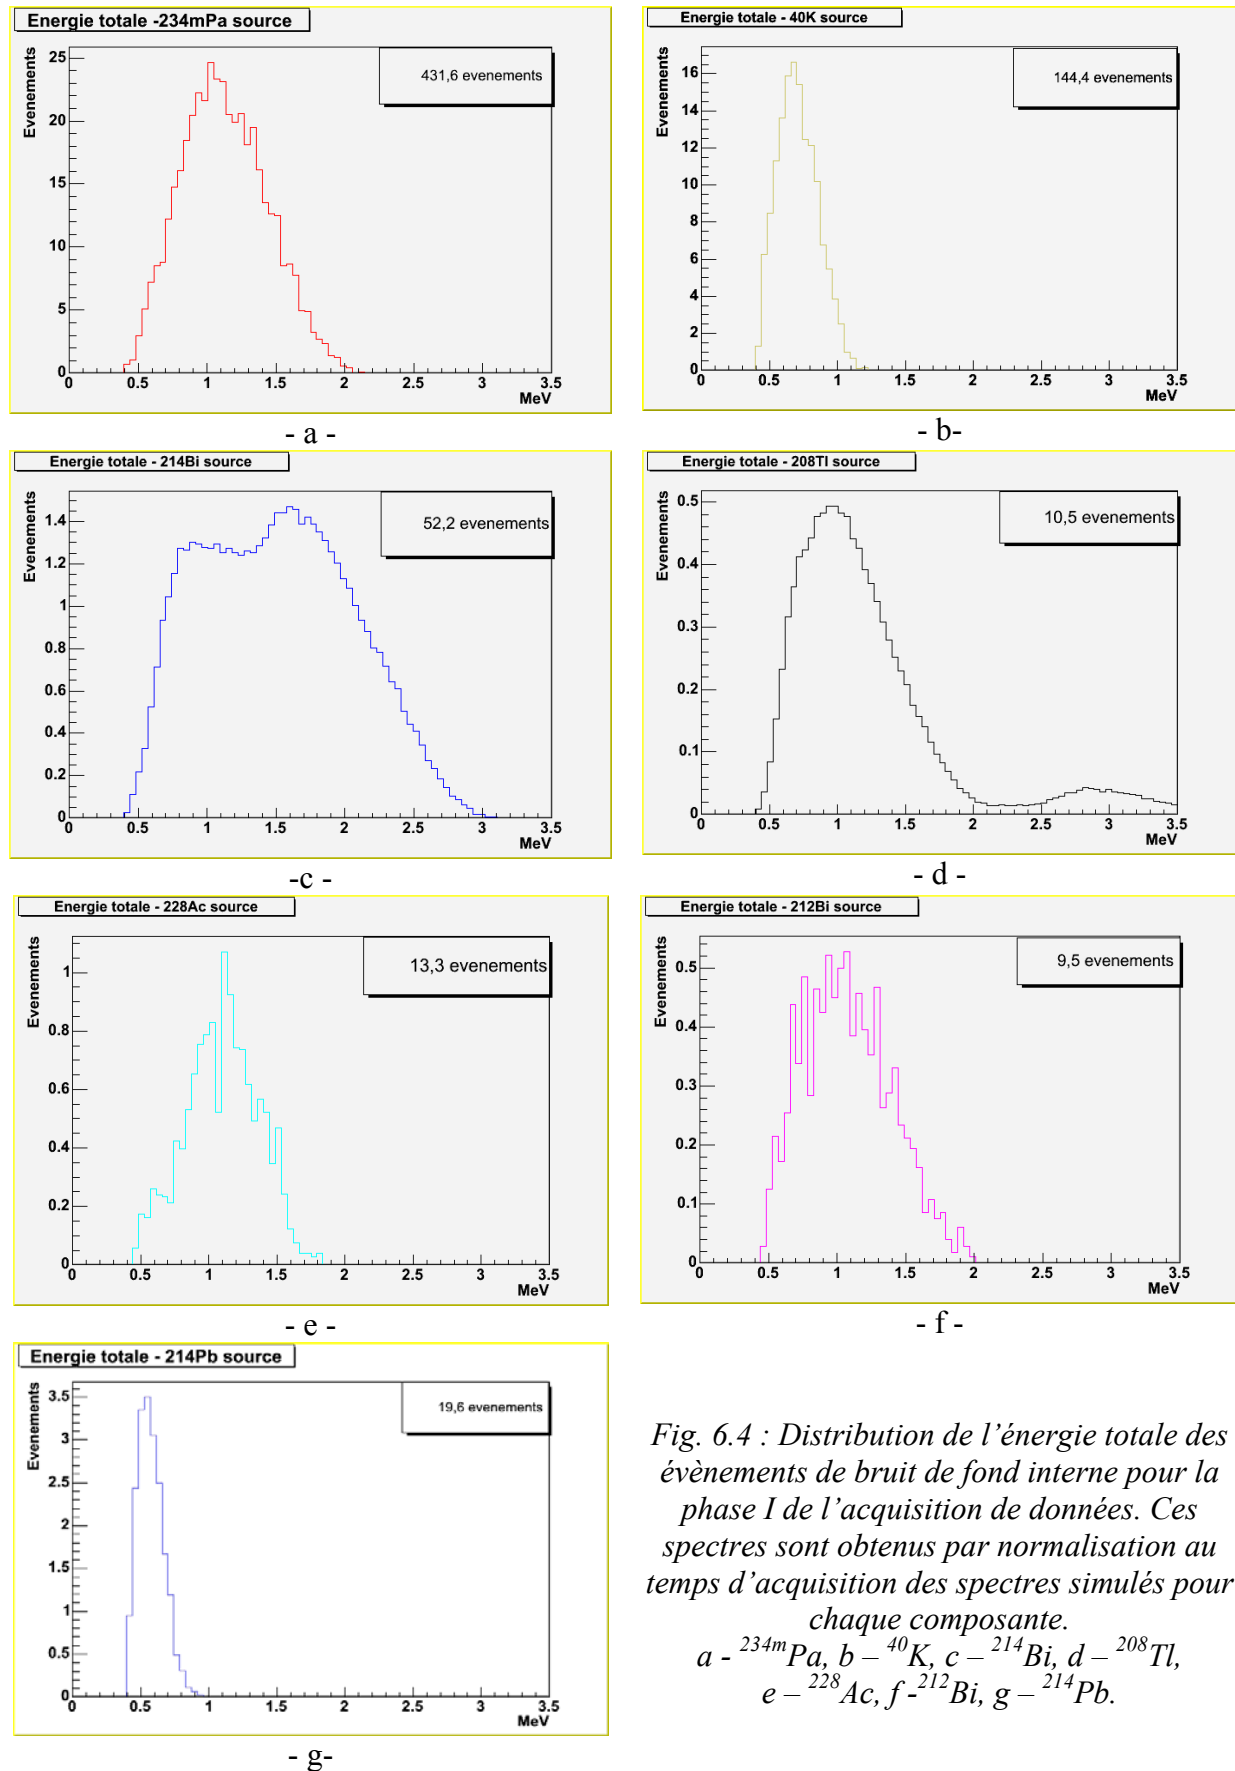 Energie totale -234mPa source
431,6 evenements
Evenements
25
20
15
10
5
0
0 0.5 1 1.5 2 2.5 3 3.5
MeV
- a -
Energie totale - 40K source
144,4 evenements
Evenements
16
14
12
10
8
6
4
2
0
0 0.5 1 1.5 2 2.5 3 3.5
MeV
- b-
Energie totale - 214Bi source
52,2 evenements
Evenements
1.4
1.2
1
0.8
0.6
0.4
0.2
0
0 0.5 1 1.5 2 2.5 3 3.5
MeV
-c -
Energie totale - 208Tl source
10,5 evenements
Evenements
0.5
0.4
0.3
0.2
0.1
0
0 0.5 1 1.5 2 2.5 3 3.5
MeV
- d -
Energie totale - 228Ac source
13,3 evenements
Evenements
1
0.8
0.6
0.4
0.2
0
0 0.5 1 1.5 2 2.5 3 3.5
MeV
- e -
Energie totale - 212Bi source
9,5 evenements
Evenements
0.5
0.4
0.3
0.2
0.1
0
0 0.5 1 1.5 2 2.5 3 3.5
MeV
- f -
Energie totale - 214Pb source
19,6 evenements
Evenements
3.5
3
2.5
2
1.5
1
0.5
0
0 0.5 1 1.5 2 2.5 3 3.5
MeV
- g-
Fig. 6.4 : Distribution de l’énergie totale des
évènements de bruit de fond interne pour la
phase I de l’acquisition de données. Ces
spectres sont obtenus par normalisation au
temps d’acquisition des spectres simulés pour
chaque composante.
a - ²³⁴ᵐPa, b – ⁴⁰K, c – ²¹⁴Bi, d – ²⁰⁸Tl,
e – ²²⁸Ac, f -²¹²Bi, g – ²¹⁴Pb.